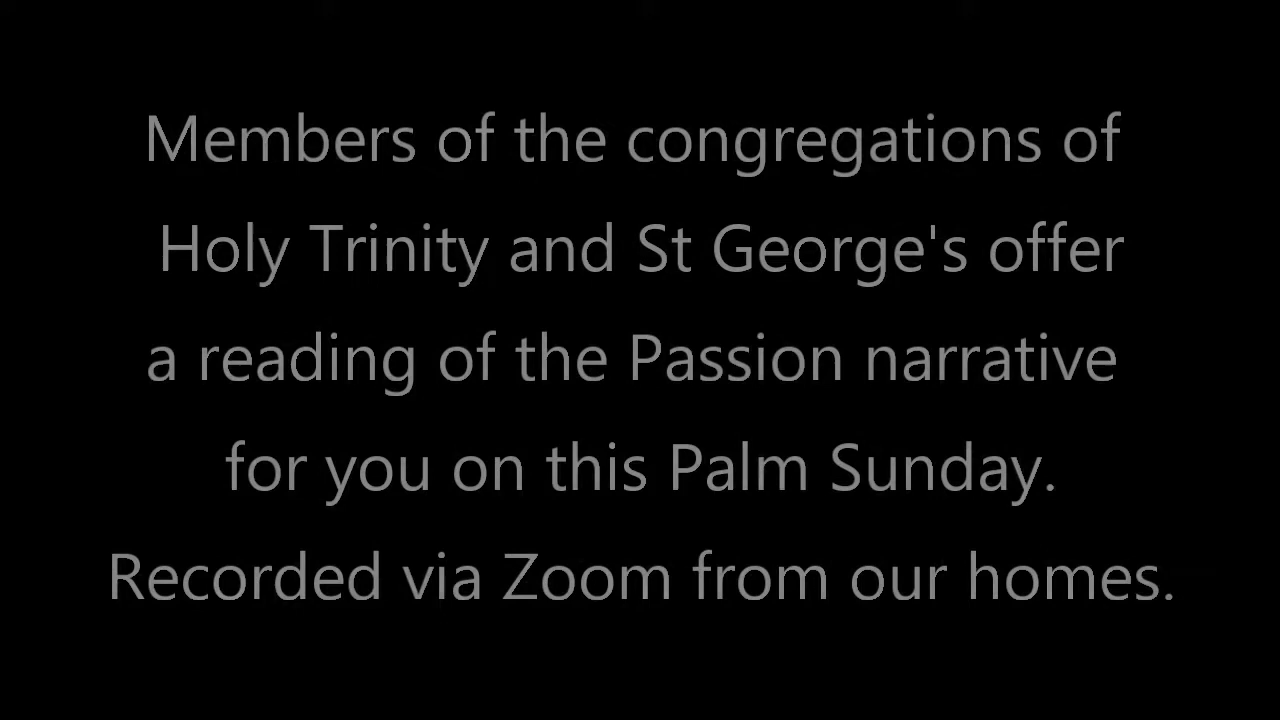 Members of the congregations of
Holy Trinity and St George's offer
a reading of the Passion narrative
for you on this Palm Sunday.
Recorded via Zoom from our homes.